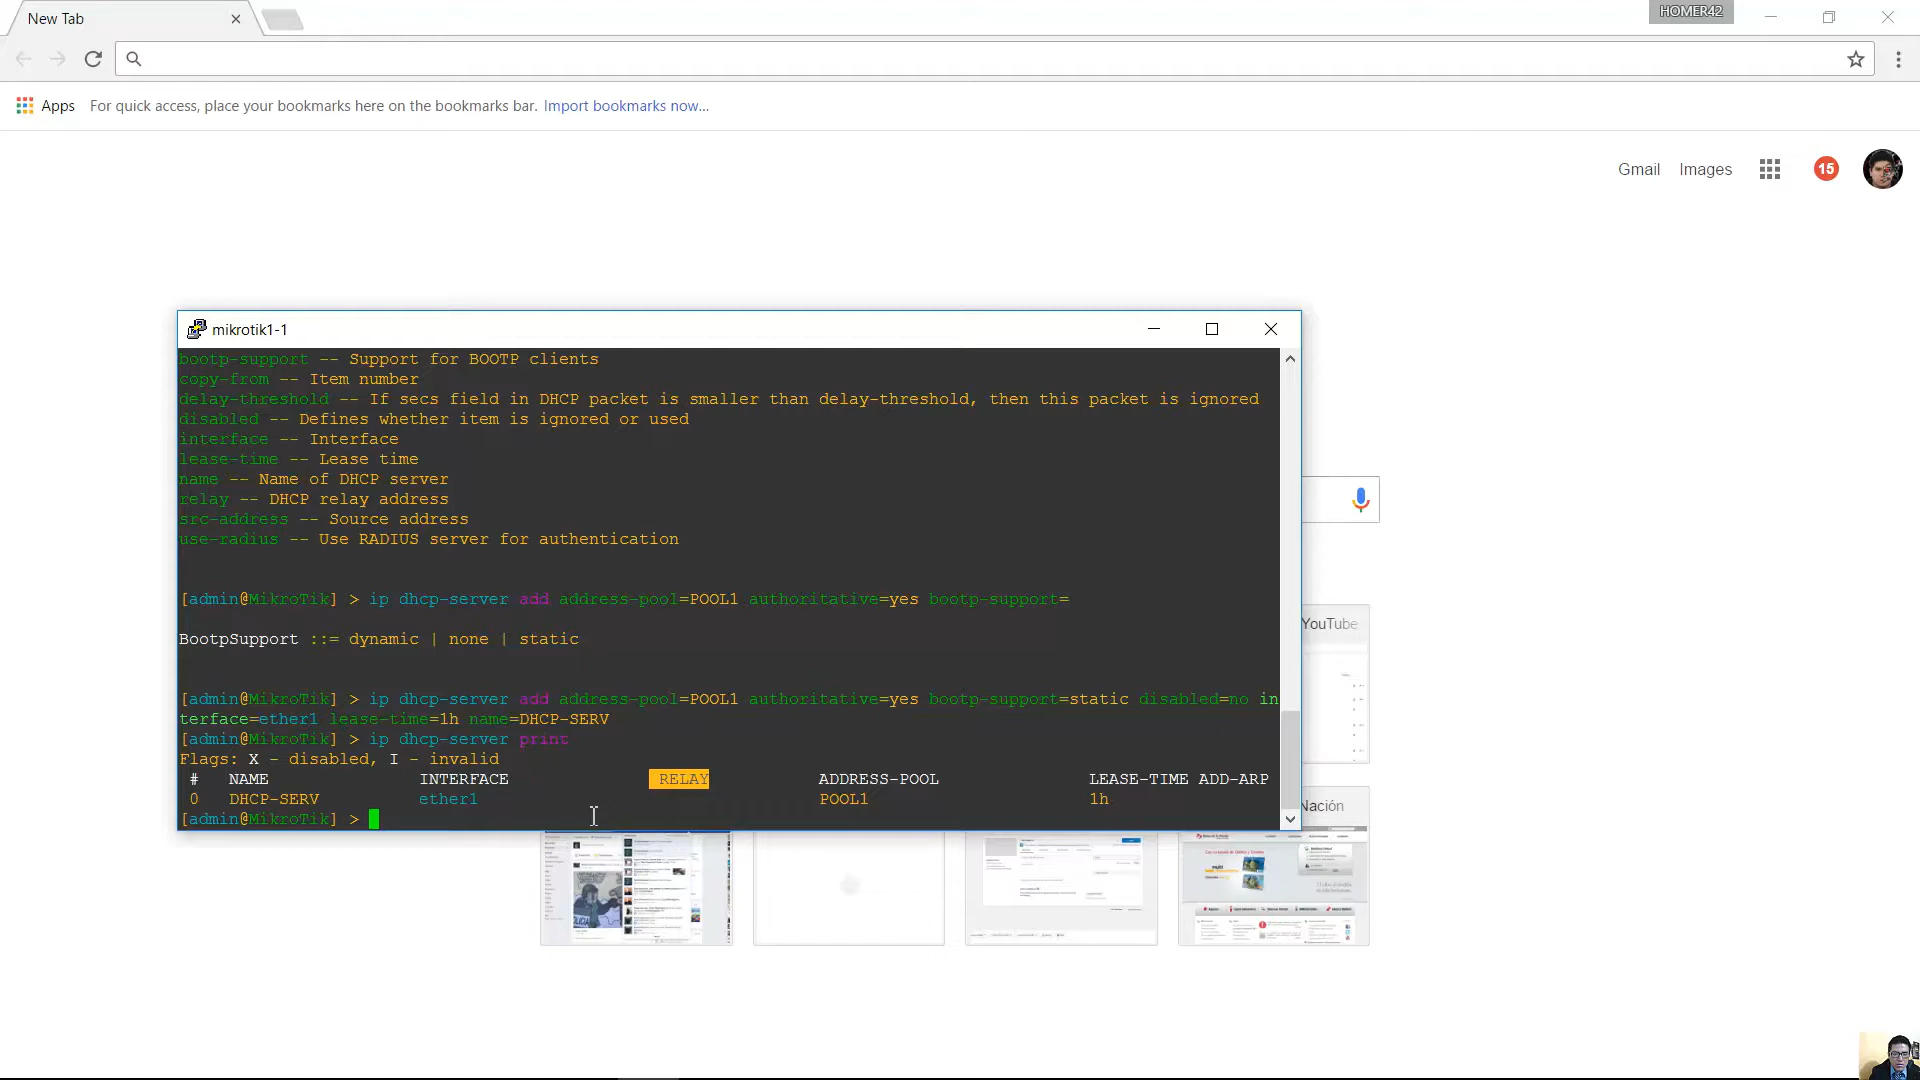 New Tab
HOMER42
Apps For quick access, place your bookmarks here on the bookmarks bar. Import bookmarks now...
Gmail Images 15
mikrotik1-1
bootp-support -- Support for BOOTP clients
copy-from -- Item number
delay-threshold -- If secs field in DHCP packet is smaller than delay-threshold, then this packet is ignored
disabled -- Defines whether item is ignored or used
interface -- Interface
lease-time -- Lease time
name -- Name of DHCP server
relay -- DHCP relay address
src-address -- Source address
use-radius -- Use RADIUS server for authentication
[admin@MikroTik] > ip dhcp-server add address-pool=POOL1 authoritative=yes bootp-support=
BootpSupport ::= dynamic | none | static
[admin@MikroTik] > ip dhcp-server add address-pool=POOL1 authoritative=yes bootp-support=static disabled=no in
terface=ether1 lease-time=1h name=DHCP-SERV
[admin@MikroTik] > ip dhcp-server print
Flags: X - disabled, I - invalid
# NAME INTERFACE RELAY ADDRESS-POOL LEASE-TIME ADD-ARP
0 DHCP-SERV ether1 POOL1 1h
[admin@MikroTik] >
YouTube
Nación